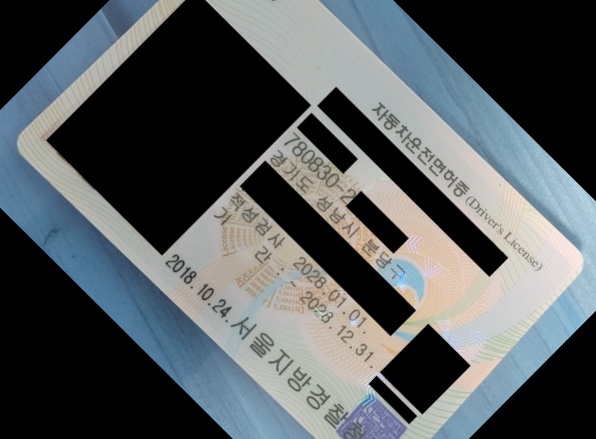 자동차운전면허증 (Driver's License)
780830-2
경기도 성남시 분당구
적성검사 2028.01.01.
기 간 : 2028.12.31.
2018.10.24.
서울지방경찰청